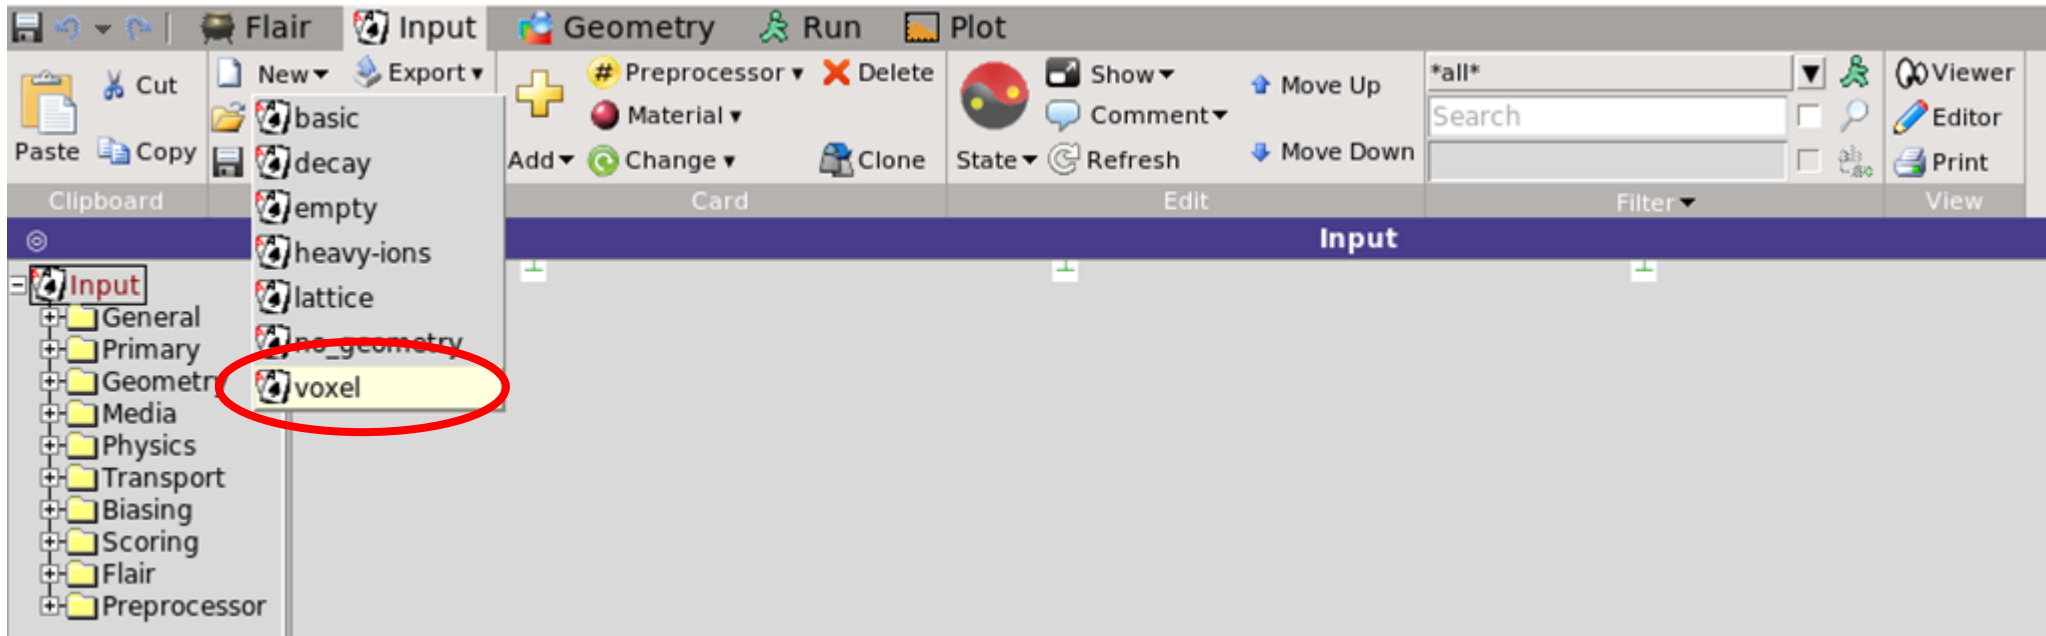 Flair Input Geometry Run Plot
Paste
Cut
Copy
Clipboard
New Export
basic
decay
empty
heavy-ions
lattice
no_geometry
voxel
Add
# Preprocessor Delete
Material
Change Clone
Card
State
Show
Comment
Refresh
Move Up
Move Down
Edit
*all*
Search
Filter
Viewer
Editor
Print
View
Input
Input
General
Primary
Geometry
Media
Physics
Transport
Biasing
Scoring
Flair
Preprocessor